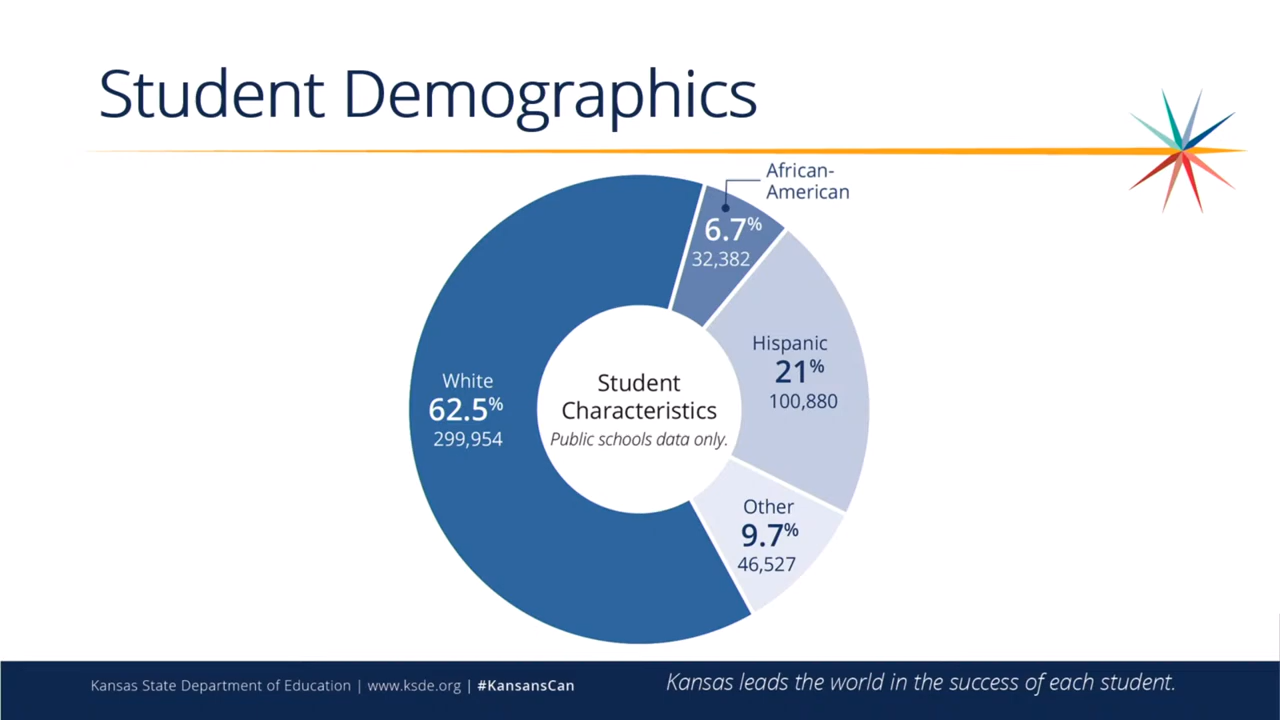 Student Demographics
African-
American
6.7%
32,382
Hispanic
21%
100,880
White
62.5%
299,954
Student
Characteristics
Public schools data only.
Other
9.7%
46,527
Kansas State Department of Education | www.ksde.org | #KansansCan
Kansas leads the world in the success of each student.